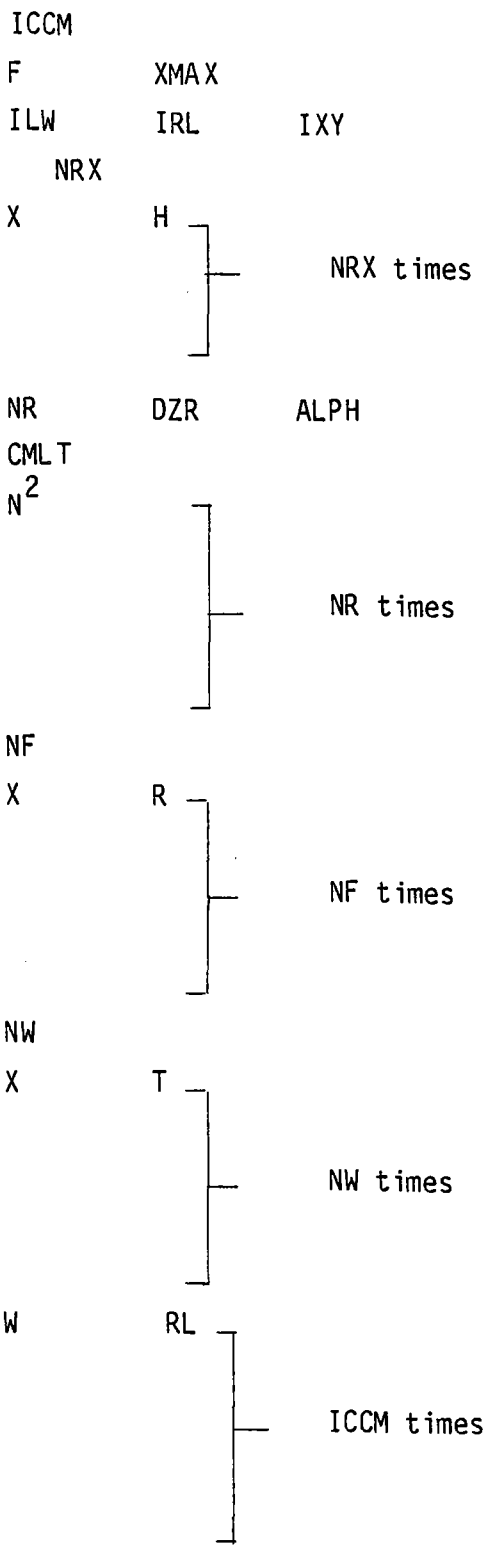 ICCM
F XMAX
ILW IRL IXY
NRX
X H
NRX times
NR DZR ALPH
CMLT
N²
NR times
NF
X R
NF times
NW
X T
NW times
W RL
ICCM times